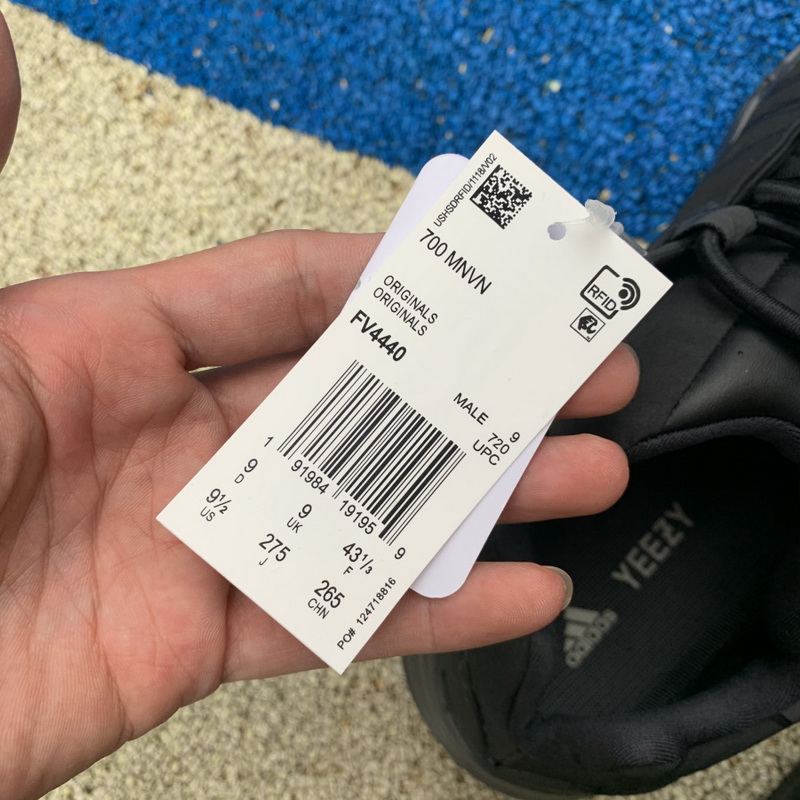 USHSDRFID/1118/V02
700 MNVN
RFID
ORIGINALS
ORIGINALS
FV4440
MALE
9
720
UPC
1 91984 19195 9
9
D
9½
US
9
UK
43⅓
F
275
J
265
CHN
PO# 124718816
YEEZY
adidas